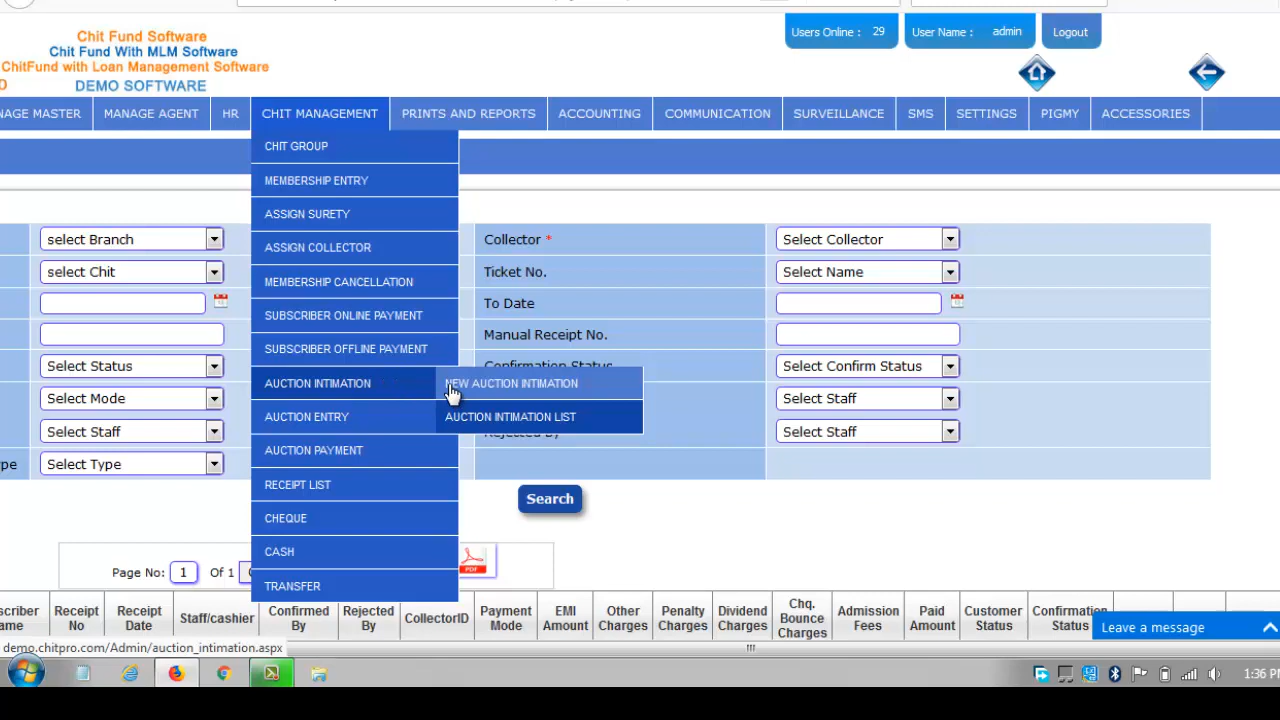 Chit Fund Software
Chit Fund With MLM Software
ChitFund with Loan Management Software
DEMO SOFTWARE
Users Online : 29
User Name : admin
Logout
NAGE MASTER
MANAGE AGENT
HR
CHIT MANAGEMENT
PRINTS AND REPORTS
ACCOUNTING
COMMUNICATION
SURVEILLANCE
SMS
SETTINGS
PIGMY
ACCESSORIES
CHIT GROUP
MEMBERSHIP ENTRY
ASSIGN SURETY
ASSIGN COLLECTOR
MEMBERSHIP CANCELLATION
SUBSCRIBER ONLINE PAYMENT
SUBSCRIBER OFFLINE PAYMENT
AUCTION INTIMATION
AUCTION ENTRY
AUCTION PAYMENT
RECEIPT LIST
CHEQUE
CASH
TRANSFER
NEW AUCTION INTIMATION
AUCTION INTIMATION LIST
select Branch
Collector *
Select Collector
select Chit
Ticket No.
Select Name
To Date
Manual Receipt No.
Select Status
Confirmation Status
Select Confirm Status
Select Mode
Select Staff
Select Staff
Rejected By
Select Staff
ype
Select Type
Search
Page No: 1 Of 1
PDF
scriber
ame
Receipt
No
Receipt
Date
Staff/cashier
Confirmed
By
Rejected
By
CollectorID
Payment
Mode
EMI
Amount
Other
Charges
Penalty
Charges
Dividend
Charges
Chq.
Bounce
Charges
Admission
Fees
Paid
Amount
Customer
Status
Confirmation
Status
Leave a message
demo.chitpro.com/Admin/auction_intimation.aspx
1:36 PM